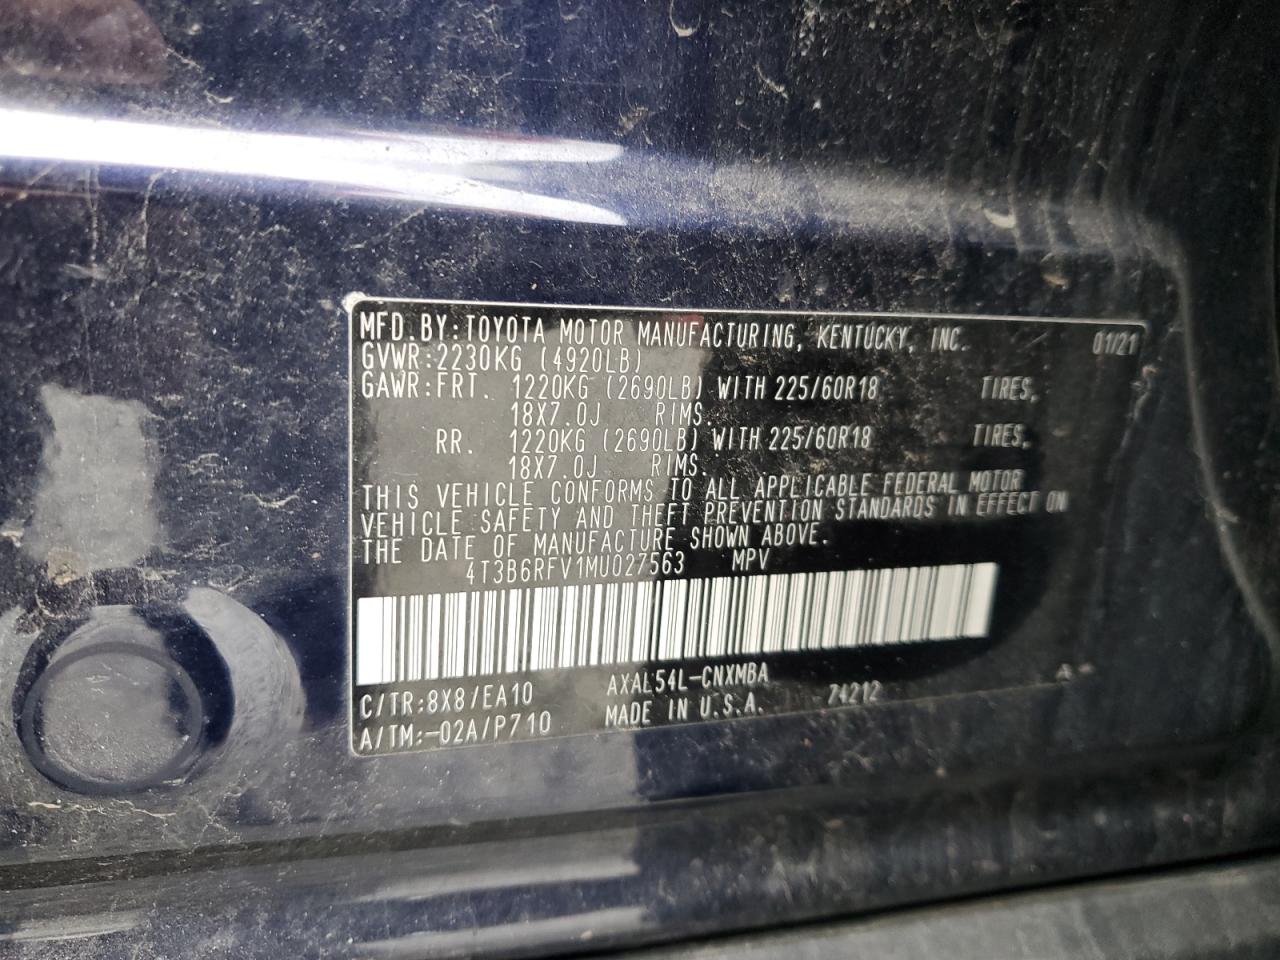 MFD.BY:TOYOTA MOTOR MANUFACTURING, KENTUCKY, INC. 01/21
GVWR:2230KG (4920LB)
GAWR:FRT. 1220KG (2690LB) WITH 225/60R18 TIRES,
18X7.0J RIMS.
RR. 1220KG (2690LB) WITH 225/60R18 TIRES,
18X7.0J RIMS.
THIS VEHICLE CONFORMS TO ALL APPLICABLE FEDERAL MOTOR
VEHICLE SAFETY AND THEFT PREVENTION STANDARDS IN EFFECT ON
THE DATE OF MANUFACTURE SHOWN ABOVE.
4T3B6RFV1MU027563 MPV
C/TR:8X8/EA10 AXAL54L-CNXMBA
A/TM:-02A/P710 MADE IN U.S.A. 74212